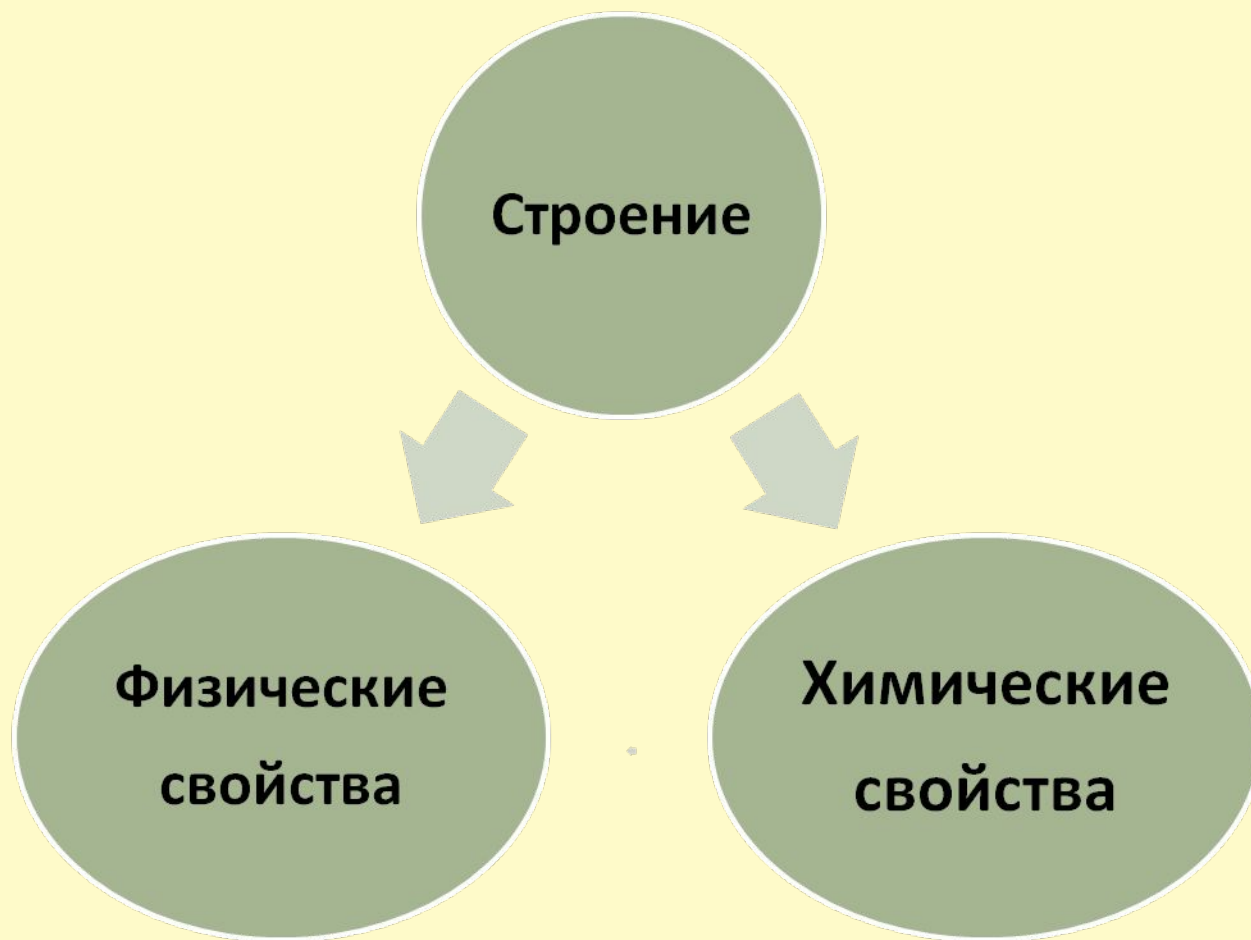 Строение
Физические
свойства
Химические
свойства